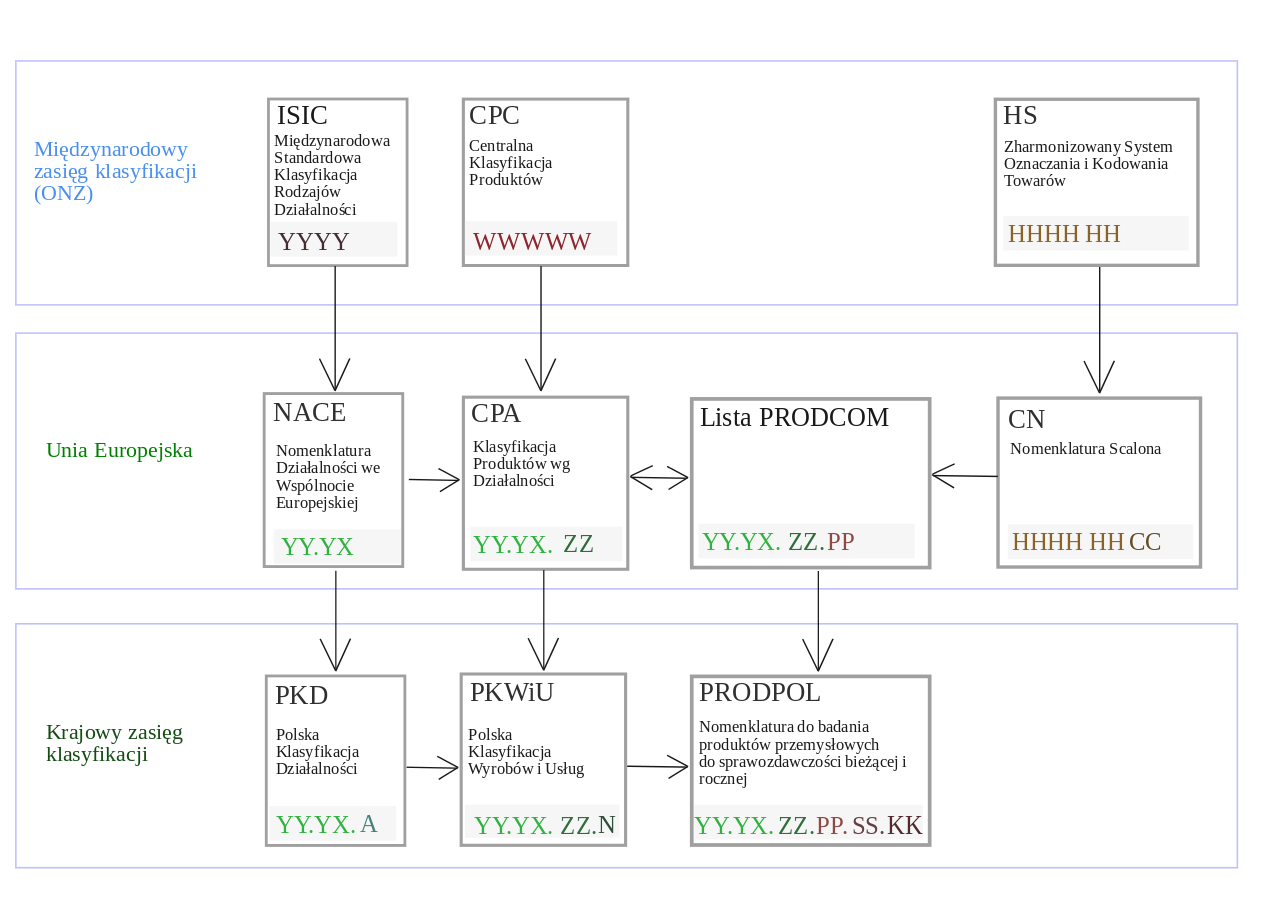 Międzynarodowy
zasięg klasyfikacji
(ONZ)
ISIC
Międzynarodowa
Standardowa
Klasyfikacja
Rodzajów
Działalności
YYYY
CPC
Centralna
Klasyfikacja
Produktów
WWWWW
HS
Zharmonizowany System
Oznaczania i Kodowania
Towarów
HHHH HH
Unia Europejska
NACE
Nomenklatura
Działalności we
Wspólnocie
Europejskiej
YY.YX
CPA
Klasyfikacja
Produktów wg
Działalności
YY.YX. ZZ
Lista PRODCOM
YY.YX. ZZ.PP
CN
Nomenklatura Scalona
HHHH HH CC
Krajowy zasięg
klasyfikacji
PKD
Polska
Klasyfikacja
Działalności
YY.YX. A
PKWiU
Polska
Klasyfikacja
Wyrobów i Usług
YY.YX. ZZ.N
PRODPOL
Nomenklatura do badania
produktów przemysłowych
do sprawozdawczości bieżącej i
rocznej
YY.YX. ZZ.PP. SS.KK